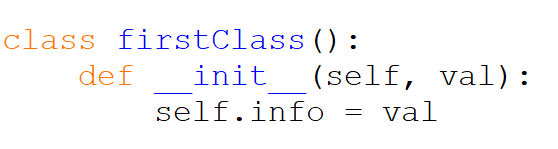 class firstClass():
    def __init__(self, val):
        self.info = val